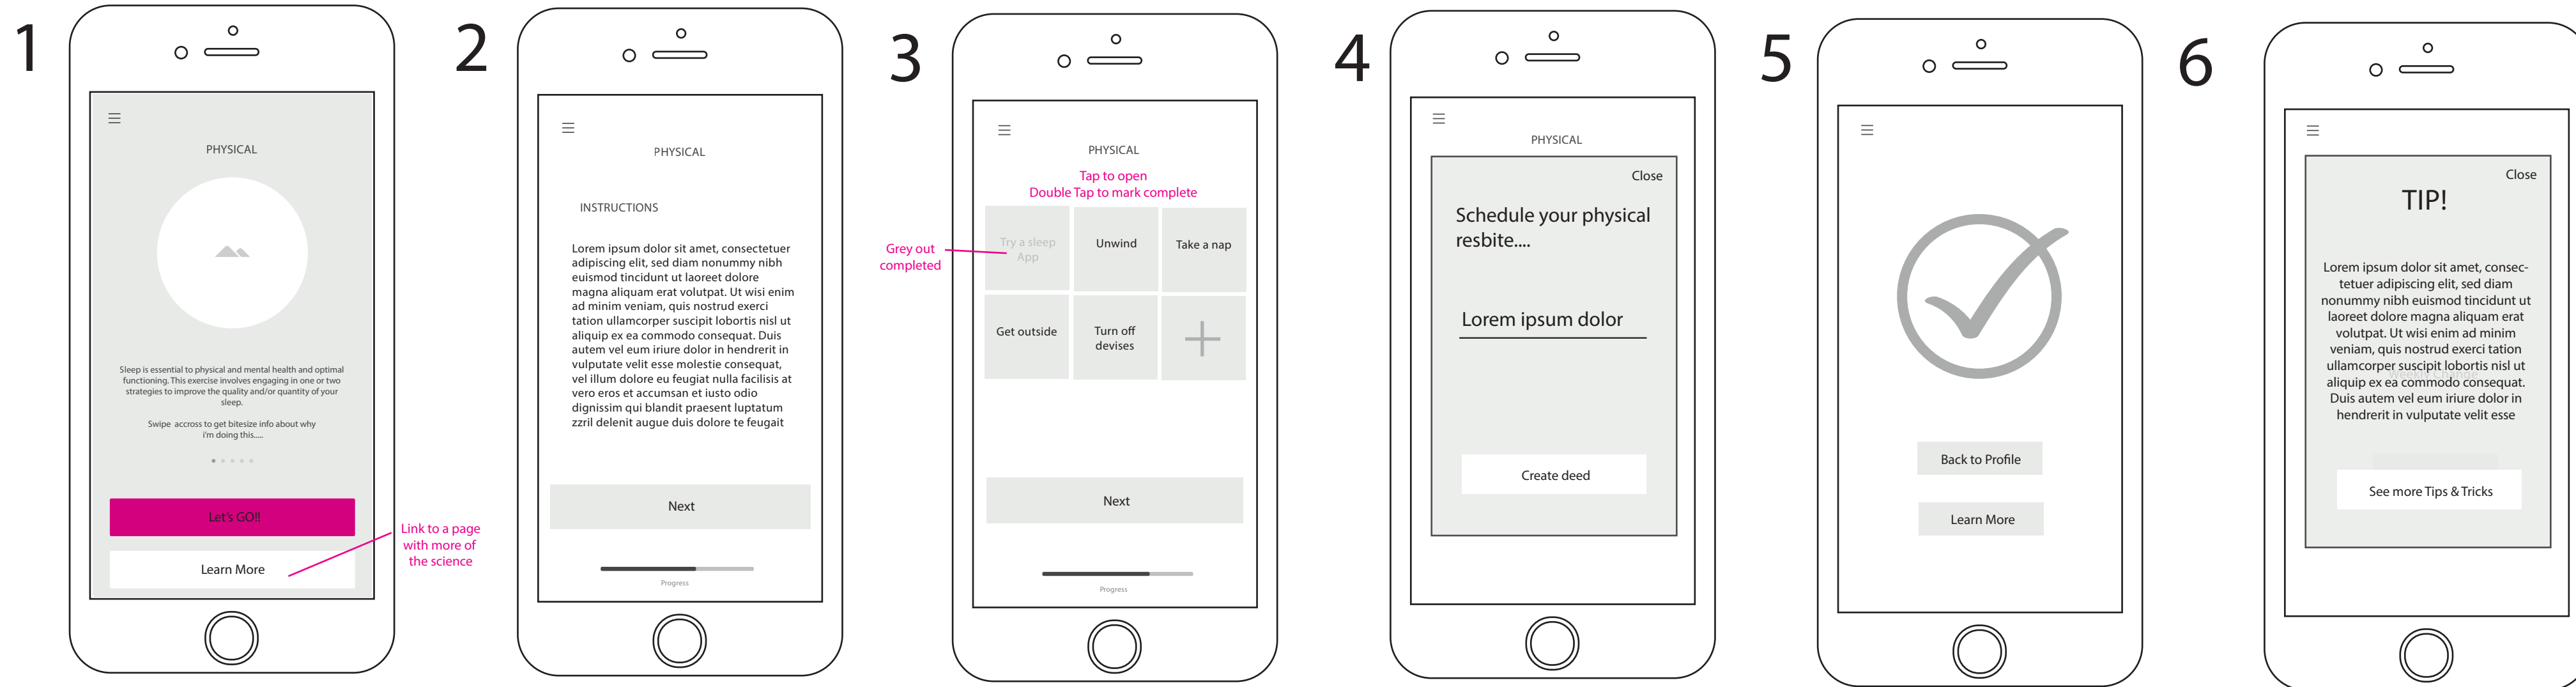 1
PHYSICAL
Sleep is essential to physical and mental health and optimal
functioning. This exercise involves engaging in one or two
strategies to improve the quality and/or quantity of your
sleep.
Swipe accross to get bitesize info about why
i'm doing this.....
Let's GO!!
Learn More
Link to a page
with more of
the science
2
PHYSICAL
INSTRUCTIONS
Lorem ipsum dolor sit amet, consectetuer
adipiscing elit, sed diam nonummy nibh
euismod tincidunt ut laoreet dolore
magna aliquam erat volutpat. Ut wisi enim
ad minim veniam, quis nostrud exerci
tation ullamcorper suscipit lobortis nisl ut
aliquip ex ea commodo consequat. Duis
autem vel eum iriure dolor in hendrerit in
vulputate velit esse molestie consequat,
vel illum dolore eu feugiat nulla facilisis at
vero eros et accumsan et iusto odio
dignissim qui blandit praesent luptatum
zzril delenit augue duis dolore te feugait
Next
Progress
3
PHYSICAL
Tap to open
Double Tap to mark complete
Grey out
completed
Try a sleep
App
Unwind
Take a nap
Get outside
Turn off
devises
Next
Progress
4
PHYSICAL
Close
Schedule your physical
resbite....
Lorem ipsum dolor
Create deed
5
Back to Profile
Learn More
6
Close
TIP!
Lorem ipsum dolor sit amet, consec-
tetuer adipiscing elit, sed diam
nonummy nibh euismod tincidunt ut
laoreet dolore magna aliquam erat
volutpat. Ut wisi enim ad minim
veniam, quis nostrud exerci tation
ullamcorper suscipit lobortis nisl ut
Weekly Change
aliquip ex ea commodo consequat.
Duis autem vel eum iriure dolor in
hendrerit in vulputate velit esse
See more Tips & Tricks